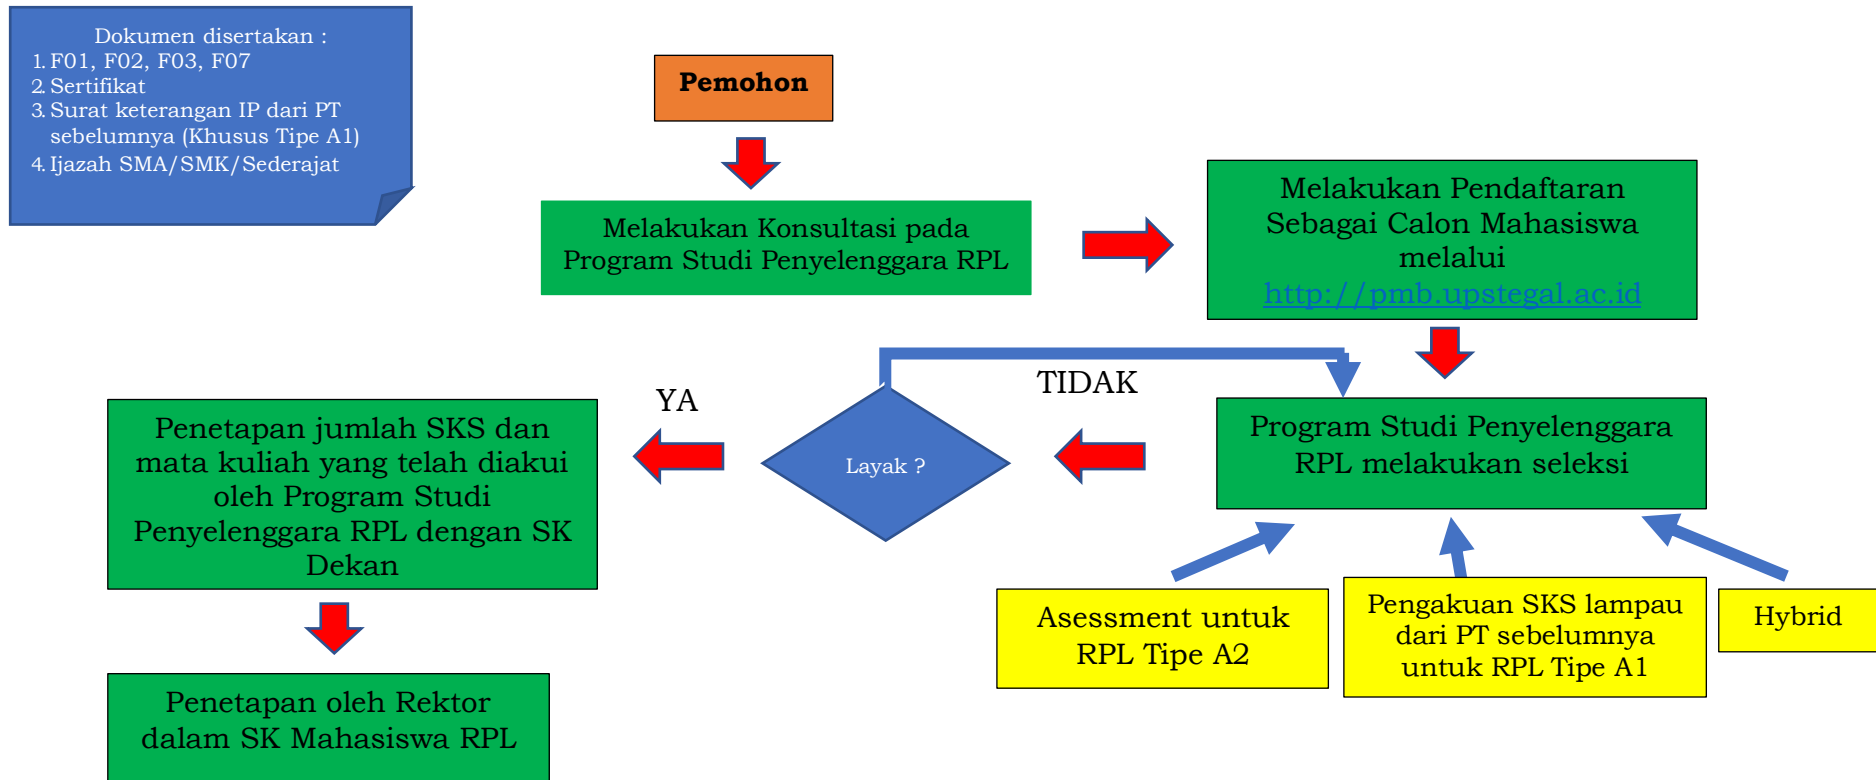 Dokumen disertakan :
1. F01, F02, F03, F07
2. Sertifikat
3. Surat keterangan IP dari PT
sebelumnya (Khusus Tipe A1)
4. Ijazah SMA/SMK/Sederajat
Pemohon
Melakukan Konsultasi pada
Program Studi Penyelenggara RPL
Melakukan Pendaftaran
Sebagai Calon Mahasiswa
melalui
http://pmb.upstegal.ac.id
Program Studi Penyelenggara
RPL melakukan seleksi
Asessment untuk
RPL Tipe A2
Pengakuan SKS lampau
dari PT sebelumnya
untuk RPL Tipe A1
Hybrid
Layak ?
TIDAK
YA
Penetapan jumlah SKS dan
mata kuliah yang telah diakui
oleh Program Studi
Penyelenggara RPL dengan SK
Dekan
Penetapan oleh Rektor
dalam SK Mahasiswa RPL